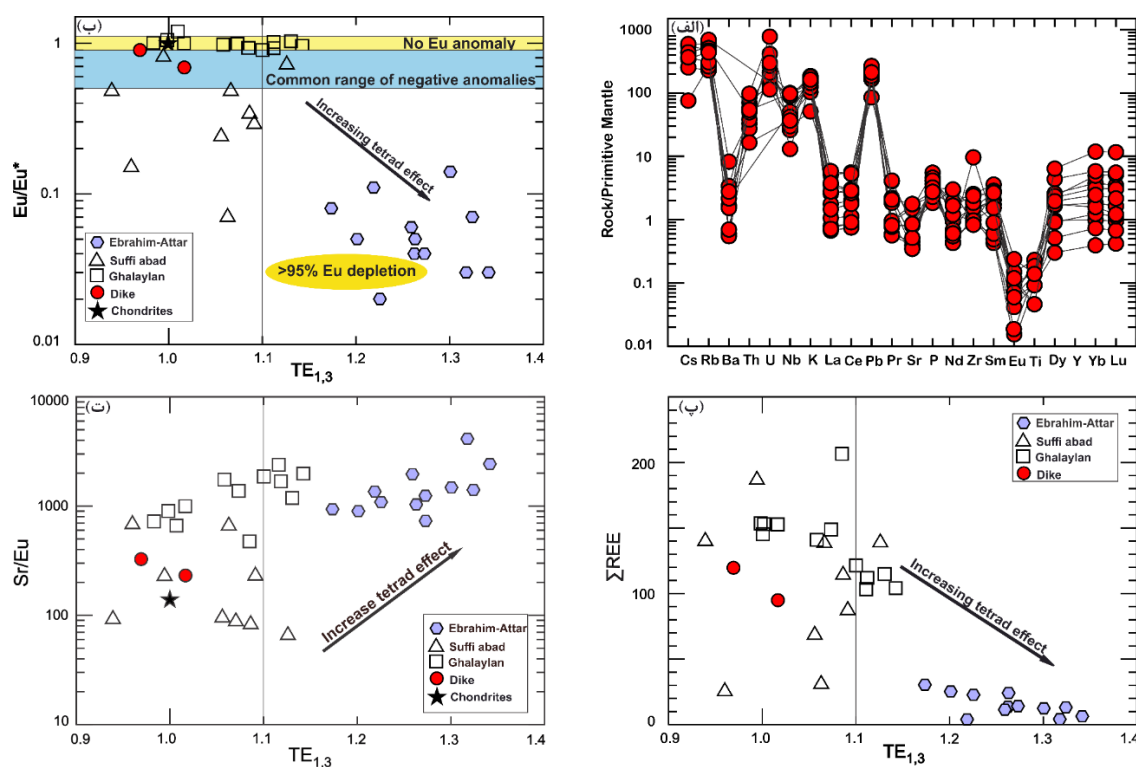 (ب)
1
0.1
0.01
Eu/Eu*
No Eu anomaly
Common range of negative anomalies
Increasing tetrad effect
>95% Eu depletion
Ebrahim-Attar
Suffi abad
Ghalaylan
Dike
Chondrites
0.9 1.0 1.1 1.2 1.3 1.4
TE1,3
(الف)
1000
100
10
1
0.1
0.01
Rock/Primitive Mantle
Cs Rb Ba Th U Nb K La Ce Pb Pr Sr P Nd Zr Sm Eu Ti Dy Y Yb Lu
(ت)
10000
1000
100
10
Sr/Eu
Increase tetrad effect
Ebrahim-Attar
Suffi abad
Ghalaylan
Dike
Chondrites
0.9 1.0 1.1 1.2 1.3 1.4
TE1,3
(پ)
200
100
0
ΣREE
Increasing tetrad effect
Ebrahim-Attar
Suffi abad
Ghalaylan
Dike
0.9 1.0 1.1 1.2 1.3 1.4
TE1,3